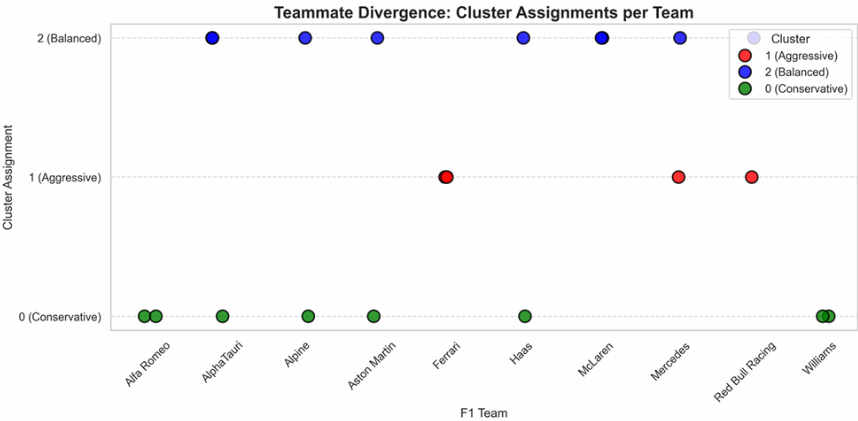 Teammate Divergence: Cluster Assignments per Team
2 (Balanced)
1 (Aggressive)
0 (Conservative)
Cluster Assignment
Cluster
1 (Aggressive)
2 (Balanced)
0 (Conservative)
Alfa Romeo
AlphaTauri
Alpine
Aston Martin
Ferrari
Haas
McLaren
Mercedes
Red Bull Racing
Williams
F1 Team